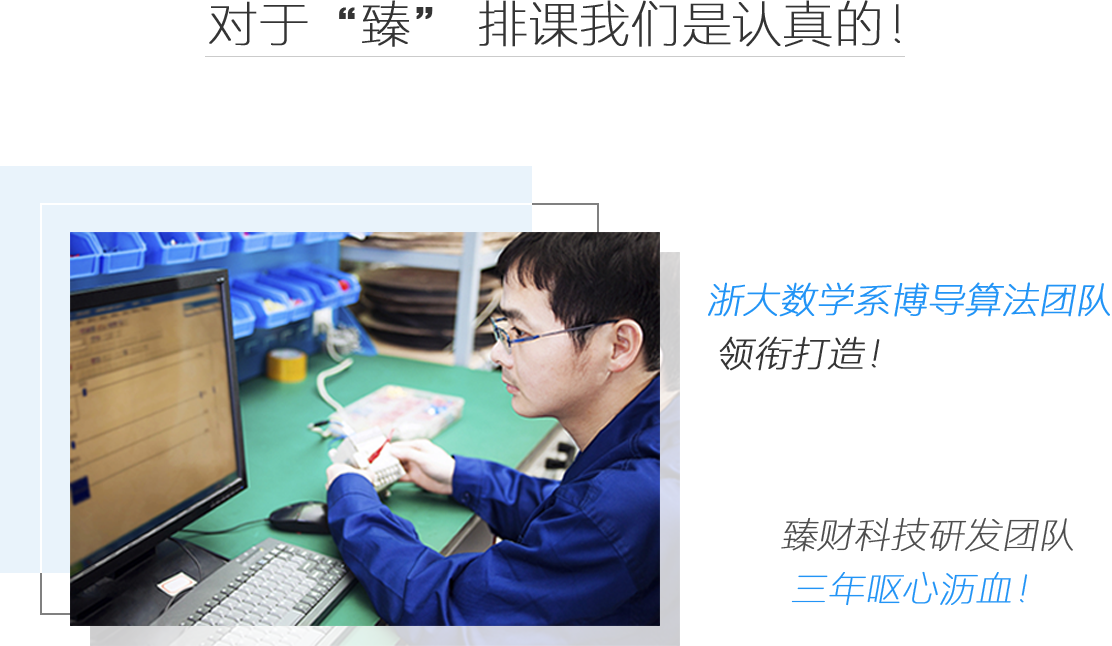 对于“臻” 排课我们是认真的！
浙大数学系博导算法团队
领衔打造！
臻财科技研发团队
三年呕心沥血！